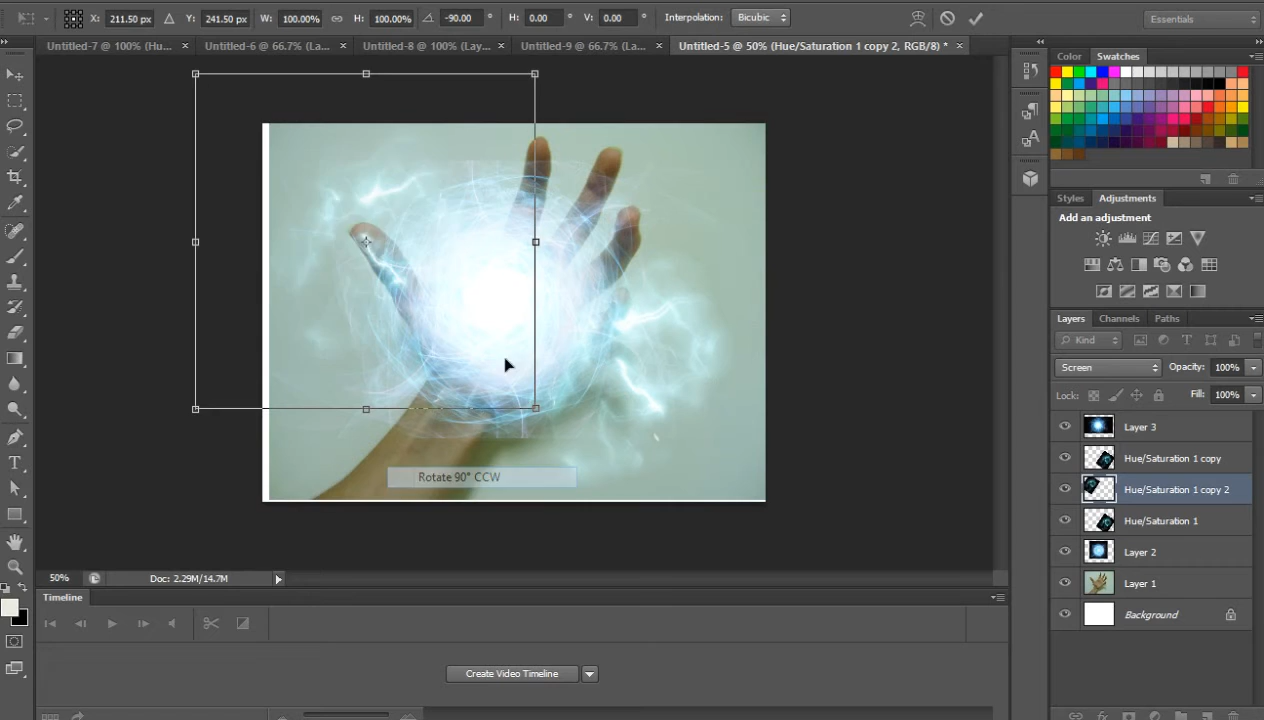 X: 211.50 px Y: 241.50 px W: 100.00% H: 100.00% -90.00 ° H: 0.00 ° V: 0.00 ° Interpolation: Bicubic Essentials
Untitled-7 @ 100% (Hu... × Untitled-6 @ 66.7% (La... × Untitled-8 @ 100% (Lay... × Untitled-9 @ 66.7% (La... × Untitled-5 @ 50% (Hue/Saturation 1 copy 2, RGB/8) * ×
Color Swatches
Styles Adjustments
Add an adjustment
Layers Channels Paths
Kind
Screen Opacity: 100%
Lock: Fill: 100%
Layer 3
Hue/Saturation 1 copy
Hue/Saturation 1 copy 2
Hue/Saturation 1
Layer 2
Layer 1
Background
Rotate 90° CCW
50% Doc: 2.29M/14.7M
Timeline
Create Video Timeline